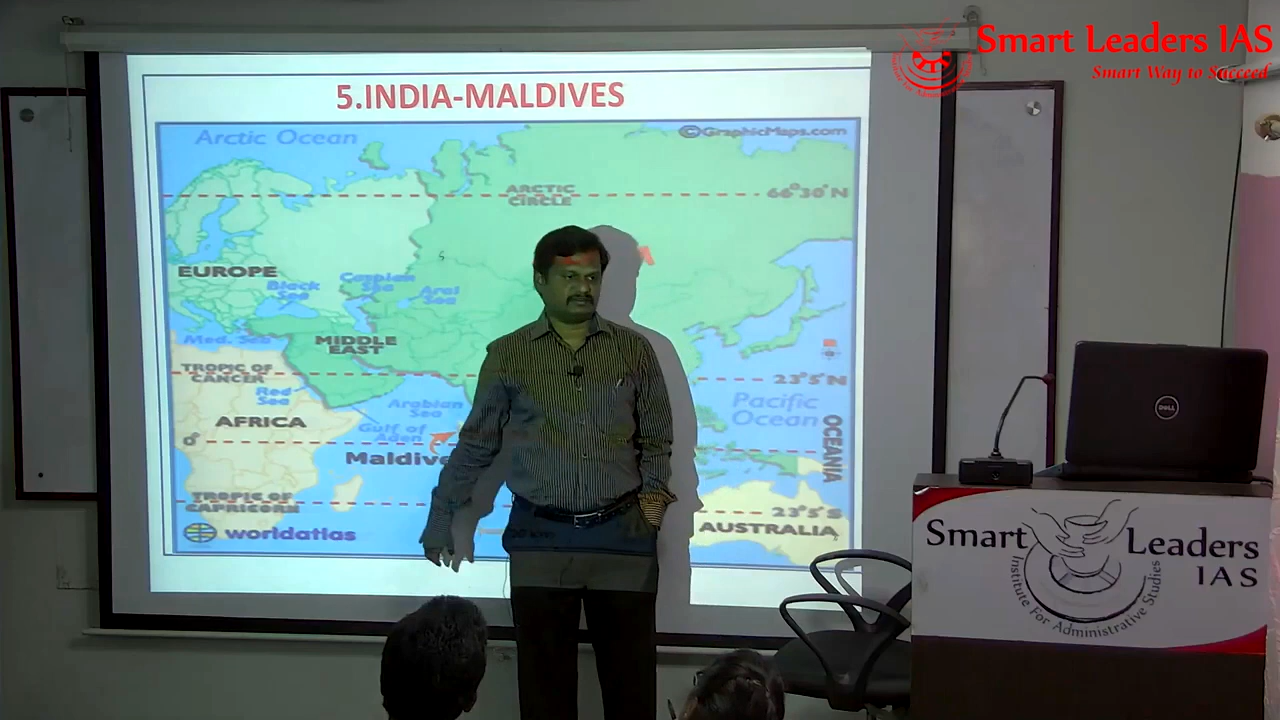 Smart Leaders IAS
Smart Way to Succeed
5.INDIA-MALDIVES
Arctic Ocean
©GraphicMaps.com
ARCTIC
CIRCLE
66°30'N
EUROPE
Black
Sea
Caspian
Sea
Aral
Sea
Med. Sea
MIDDLE
EAST
TROPIC OF
CANCER
23°5'N
Red
Sea
Arabian
Sea
Pacific
Ocean
AFRICA
Gulf of
Aden
OCEANIA
0°
Maldive
TROPIC OF
CAPRICORN
23°5'S
AUSTRALIA
worldatlas
DELL
Smart Leaders
IAS
Institute For Administrative Studies